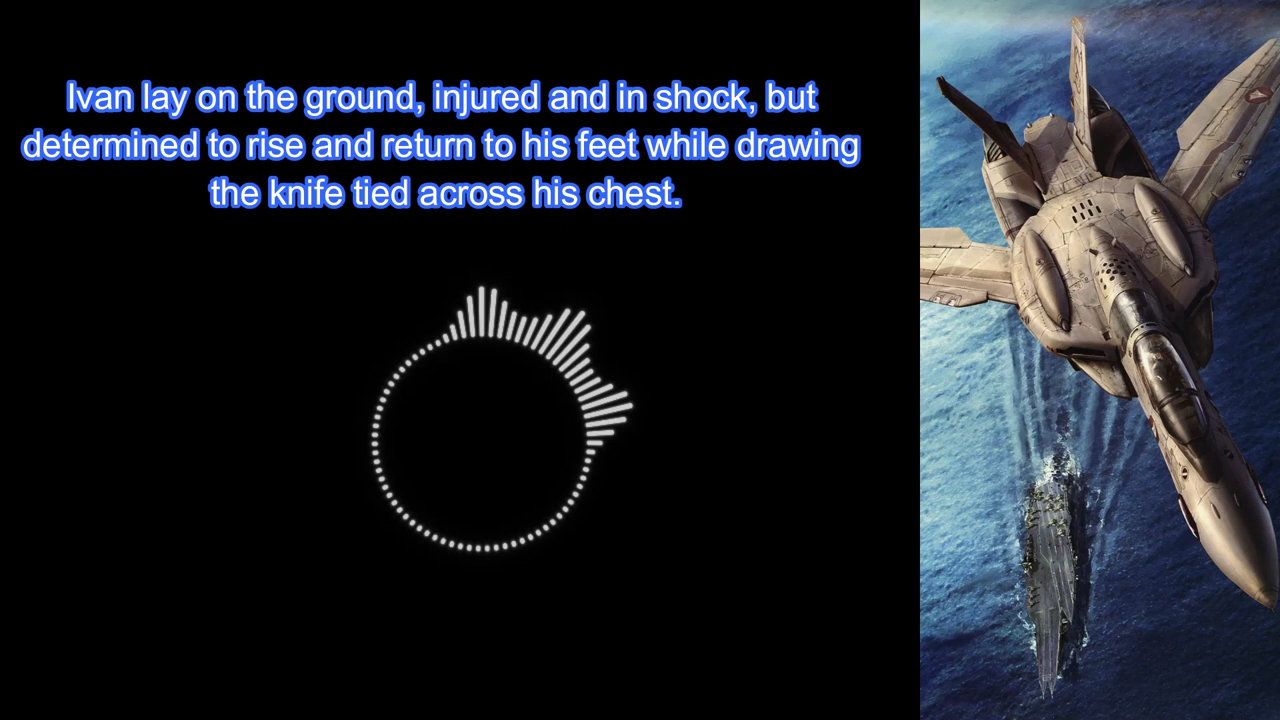 Ivan lay on the ground, injured and in shock, but
determined to rise and return to his feet while drawing
the knife tied across his chest.